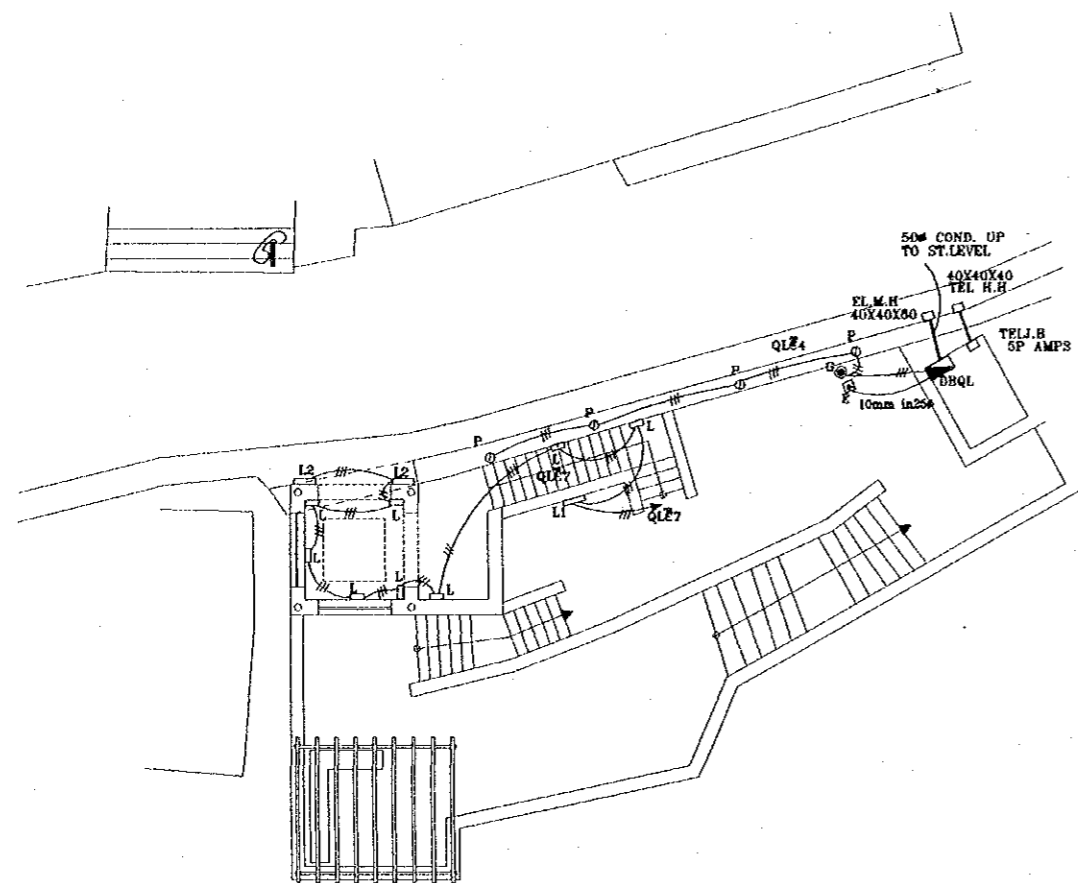 50ø COND. UP
TO ST.LEVEL
40X40X40
TEL H.H
EL.M.H
40X40X60
TELJ.B
5P AMPS
QLC4
P
P
G
DBQL
E
10mm in25ø
P
P
L
L
QLC7
L1
QLC7
L2
L2
L
L
L
L
L
L